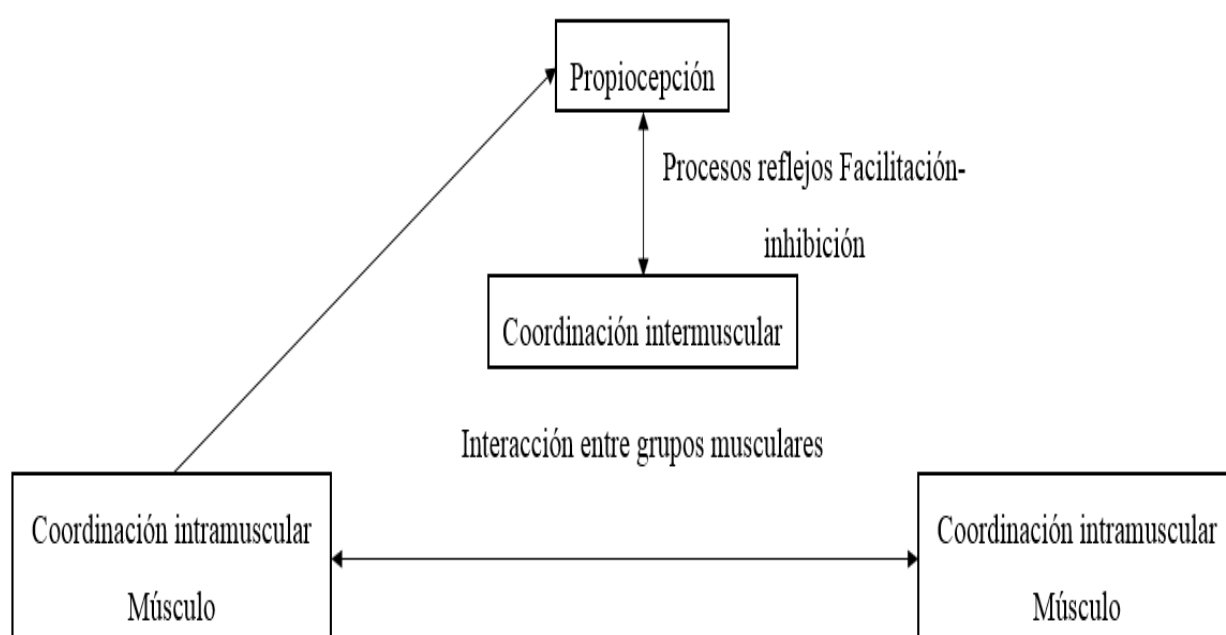 Propiocepción
Procesos reflejos Facilitación-
inhibición
Coordinación intermuscular
Interacción entre grupos musculares
Coordinación intramuscular
Músculo
Coordinación intramuscular
Músculo